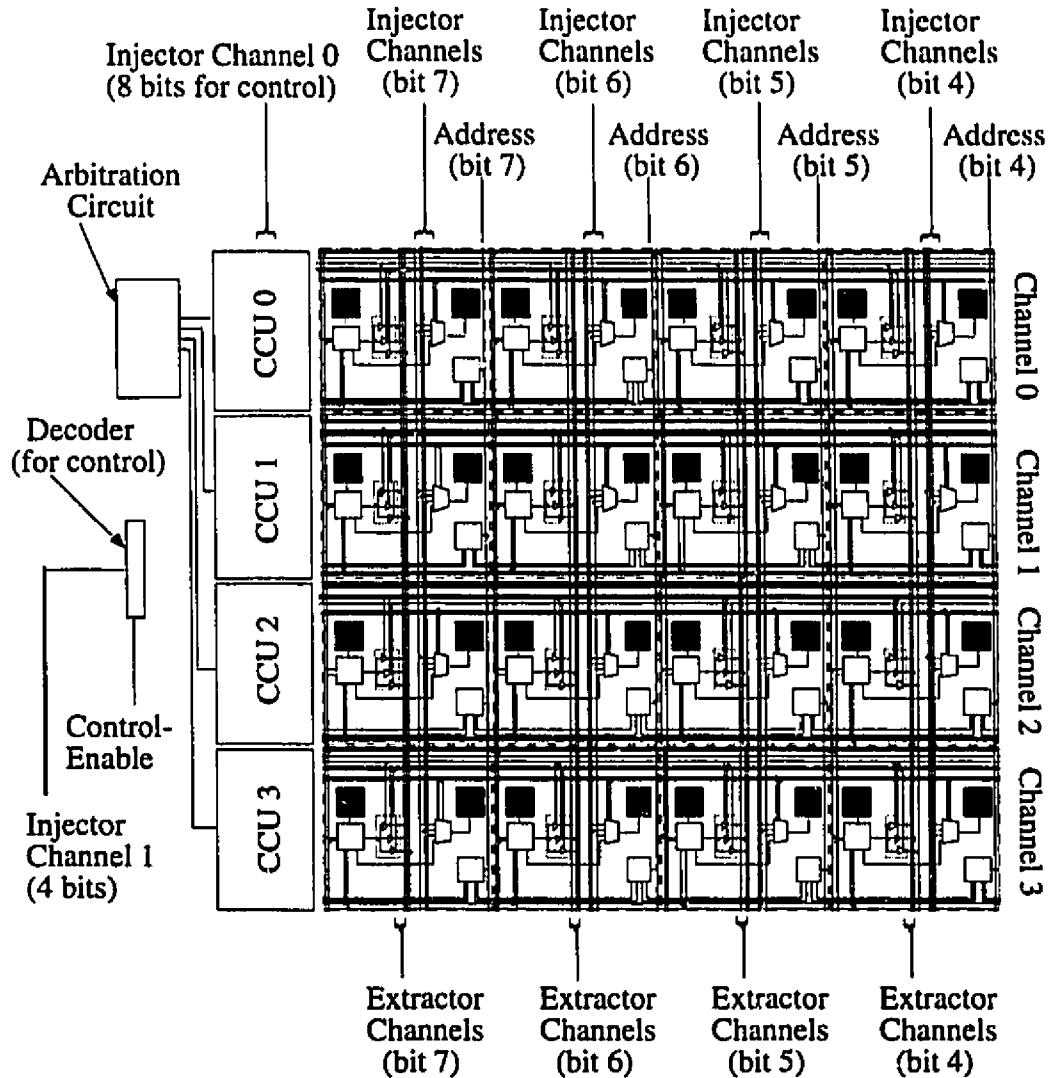 Injector Channel 0
(8 bits for control)
Injector
Channels
(bit 7)
Injector
Channels
(bit 6)
Injector
Channels
(bit 5)
Injector
Channels
(bit 4)
Address
(bit 7)
Address
(bit 6)
Address
(bit 5)
Address
(bit 4)
Arbitration
Circuit
CCU 0
Channel 0
Decoder
(for control)
CCU 1
Channel 1
CCU 2
Channel 2
Control-
Enable
CCU 3
Channel 3
Injector
Channel 1
(4 bits)
Extractor
Channels
(bit 7)
Extractor
Channels
(bit 6)
Extractor
Channels
(bit 5)
Extractor
Channels
(bit 4)